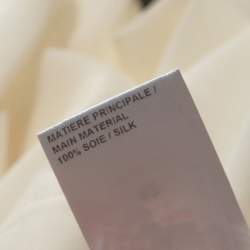 MATIERE PRINCIPALE /
MAIN MATERIAL
100% SOIE / SILK